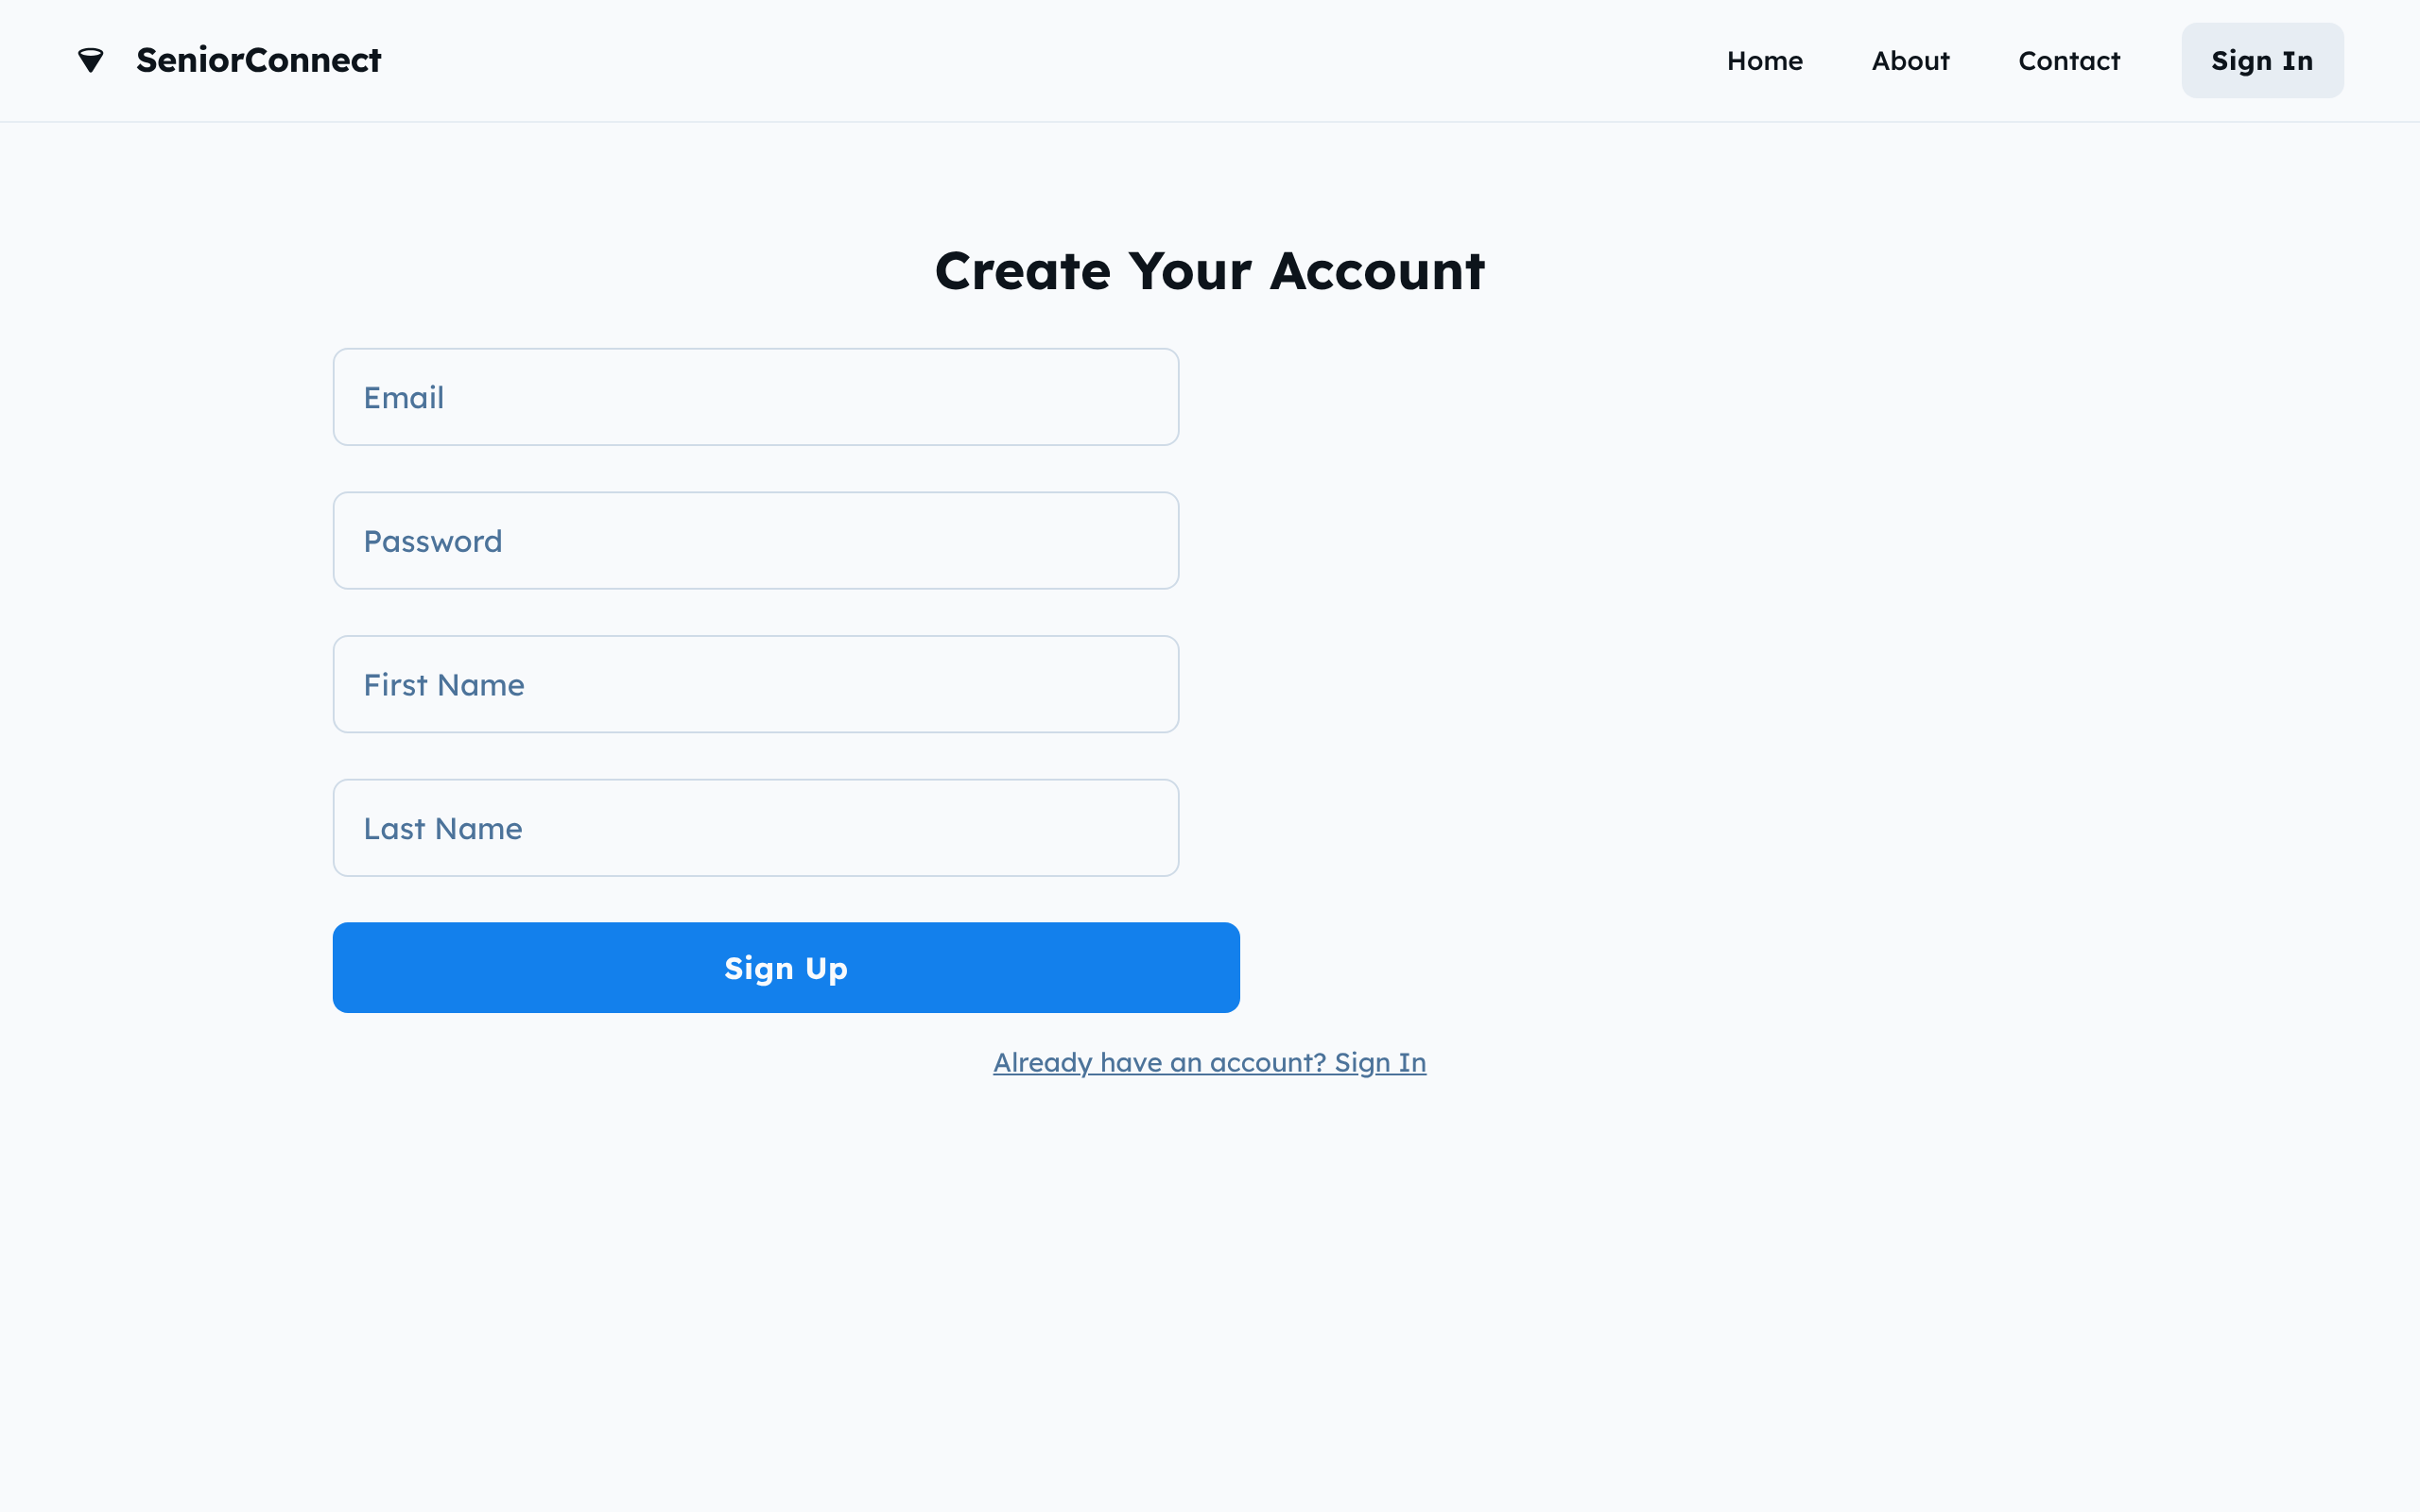 SeniorConnect
Home About Contact Sign In
Create Your Account
Email
Password
First Name
Last Name
Sign Up
Already have an account? Sign In